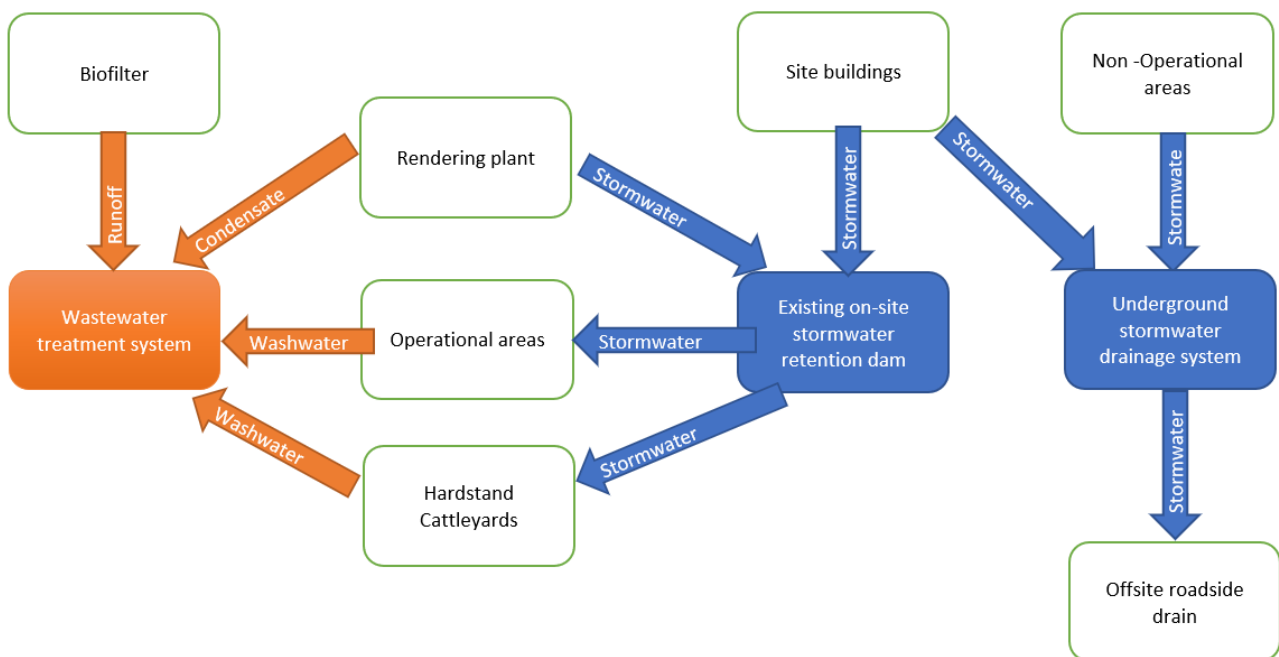 Biofilter
Site buildings
Non -Operational
areas
Runoff
Condensate
Rendering plant
Stormwater
Stormwater
Stormwater
Stormwate
Wastewater
treatment system
Washwater
Operational areas
Stormwater
Existing on-site
stormwater
retention dam
Underground
stormwater
drainage system
Washwater
Hardstand
Cattleyards
Stormwater
Stormwater
Offsite roadside
drain